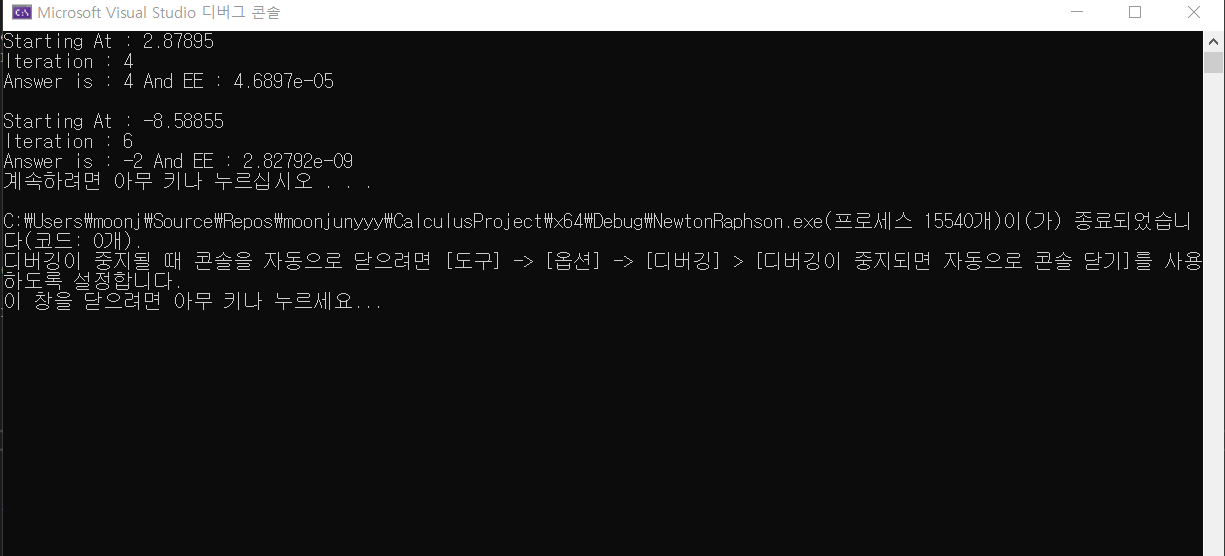 Microsoft Visual Studio 디버그 콘솔
Starting At : 2.87895
Iteration : 4
Answer is : 4 And EE : 4.6897e-05
Starting At : -8.58855
Iteration : 6
Answer is : -2 And EE : 2.82792e-09
계속하려면 아무 키나 누르십시오 . . .
C:₩Users₩moonj₩Source₩Repos₩moonjunyyy₩CalculusProject₩x64₩Debug₩NewtonRaphson.exe(프로세스 15540개)이(가) 종료되었습니
다(코드: 0개).
디버깅이 중지될 때 콘솔을 자동으로 닫으려면 [도구] -> [옵션] -> [디버깅] > [디버깅이 중지되면 자동으로 콘솔 닫기]를 사용
하도록 설정합니다.
이 창을 닫으려면 아무 키나 누르세요...